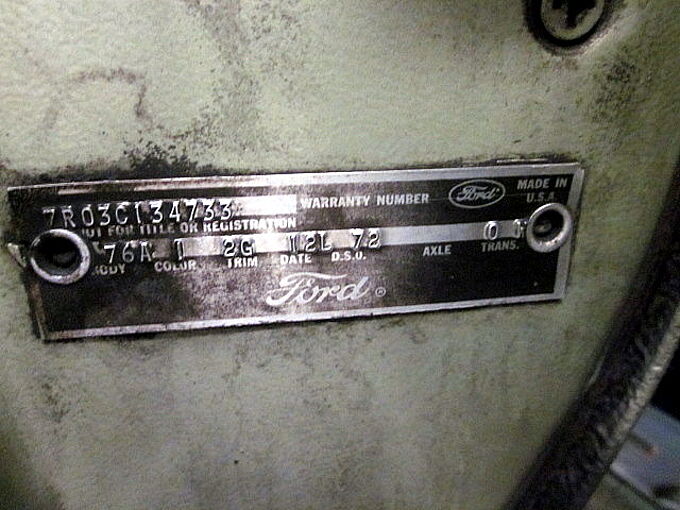 7R03C134733 WARRANTY NUMBER Ford MADE IN U.S.A
NOT FOR TITLE OR REGISTRATION
76A I 2G 12L 72 0 1
BODY COLOR TRIM DATE D.S.O. AXLE TRANS.
Ford ®